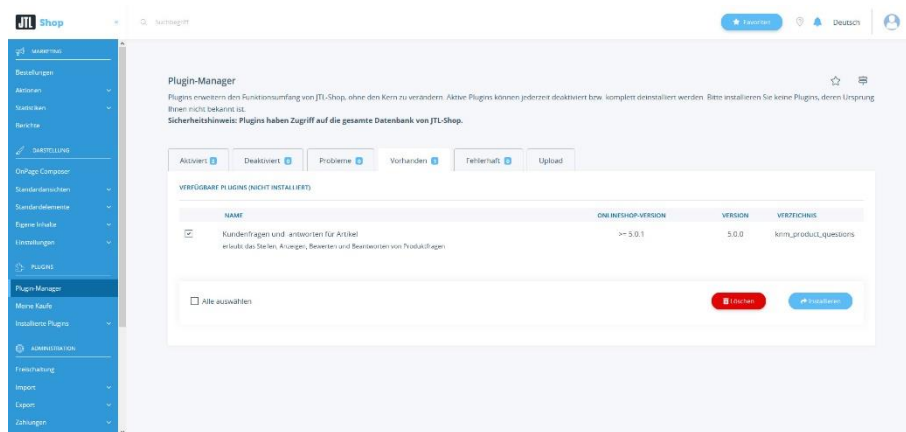 JTL Shop
Suchbegriff
Favoriten
Deutsch
MARKETING
Bestellungen
Aktionen
Statistiken
Berichte
DARSTELLUNG
OnPage Composer
Standardansichten
Standardelemente
Eigene Inhalte
Einstellungen
PLUGINS
Plugin-Manager
Meine Käufe
Installierte Plugins
ADMINISTRATION
Freischaltung
Import
Export
Zahlungen
Plugin-Manager
Plugins erweitern den Funktionsumfang von JTL-Shop, ohne den Kern zu verändern. Aktive Plugins können jederzeit deaktiviert bzw. komplett deinstalliert werden. Bitte installieren Sie keine Plugins, deren Ursprung
Ihnen nicht bekannt ist.
Sicherheitshinweis: Plugins haben Zugriff auf die gesamte Datenbank von JTL-Shop.
Aktiviert
Deaktiviert
Probleme
Vorhanden
Fehlerhaft
Upload
VERFÜGBARE PLUGINS (NICHT INSTALLIERT)
NAME ONLINESHOP-VERSION VERSION VERZEICHNIS
Kundenfragen und -antworten für Artikel >= 5.0.1 5.0.0 knm_product_questions
erlaubt das Stellen, Anzeigen, Bewerten und Beantworten von Produktfragen
Alle auswählen
Löschen
Installieren